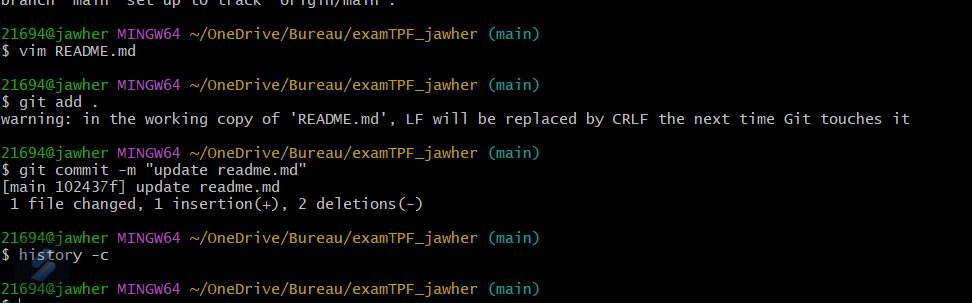 branch 'main' set up to track 'origin/main'.
21694@jawher MINGW64 ~/OneDrive/Bureau/examTPF_jawher (main)
$ vim README.md
21694@jawher MINGW64 ~/OneDrive/Bureau/examTPF_jawher (main)
$ git add .
warning: in the working copy of 'README.md', LF will be replaced by CRLF the next time Git touches it
21694@jawher MINGW64 ~/OneDrive/Bureau/examTPF_jawher (main)
$ git commit -m "update readme.md"
[main 102437f] update readme.md
 1 file changed, 1 insertion(+), 2 deletions(-)
21694@jawher MINGW64 ~/OneDrive/Bureau/examTPF_jawher (main)
$ history -c
21694@jawher MINGW64 ~/OneDrive/Bureau/examTPF_jawher (main)
$